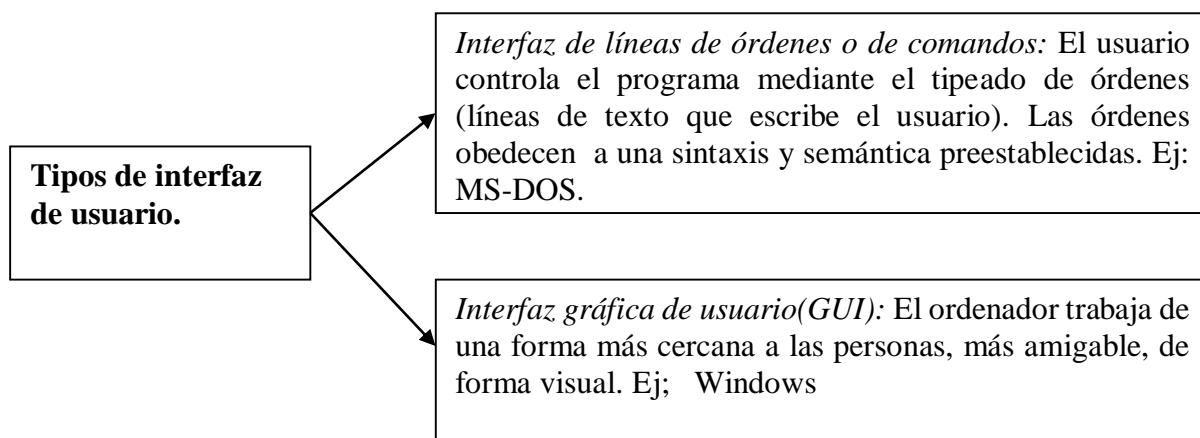 Interfaz de líneas de órdenes o de comandos: El usuario
controla el programa mediante el tipeado de órdenes
(líneas de texto que escribe el usuario). Las órdenes
obedecen a una sintaxis y semántica preestablecidas. Ej:
MS-DOS.
Tipos de interfaz
de usuario.
Interfaz gráfica de usuario(GUI): El ordenador trabaja de
una forma más cercana a las personas, más amigable, de
forma visual. Ej; Windows